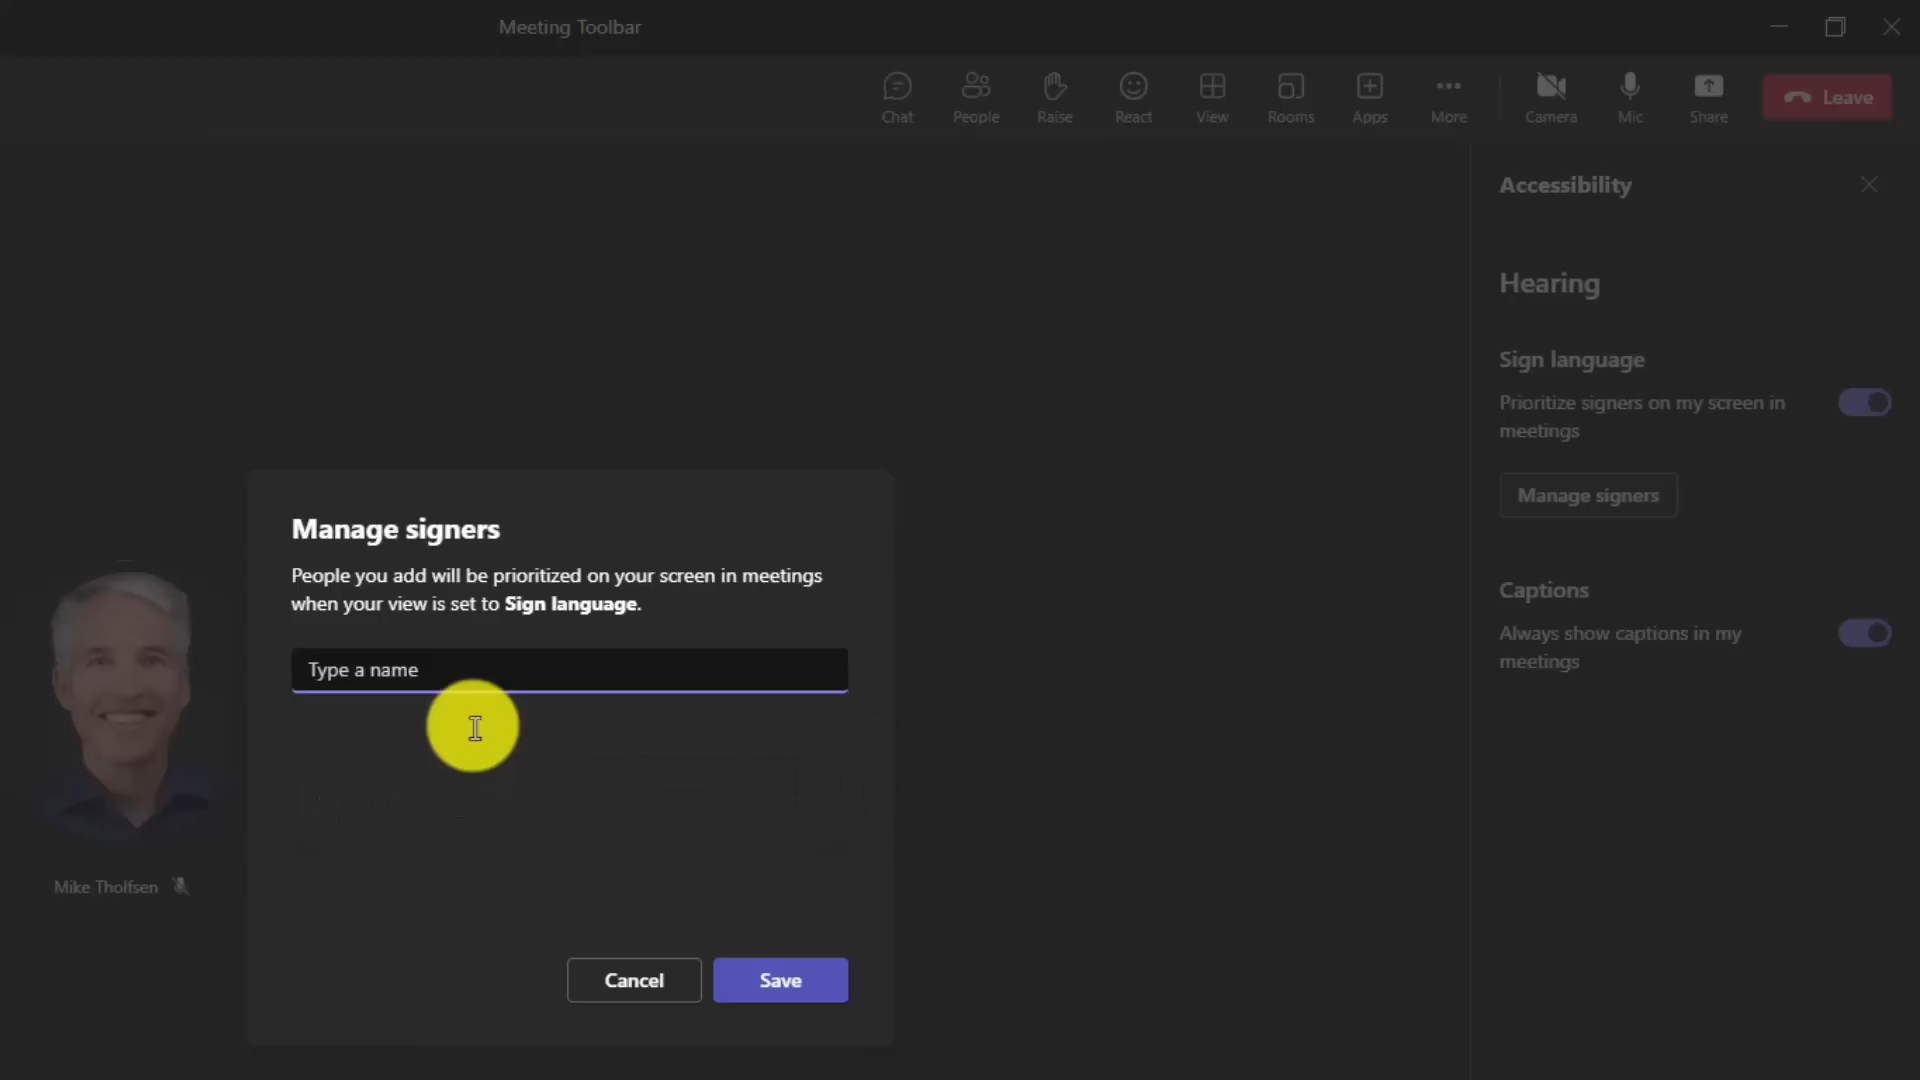 Meeting Toolbar
Chat
People
Raise
React
View
Rooms
Apps
More
Camera
Mic
Share
Leave
Accessibility
Hearing
Sign language
Prioritize signers on my screen in
meetings
Manage signers
Captions
Always show captions in my
meetings
Manage signers
People you add will be prioritized on your screen in meetings
when your view is set to Sign language.
Type a name
Mike Tholfsen
Cancel
Save